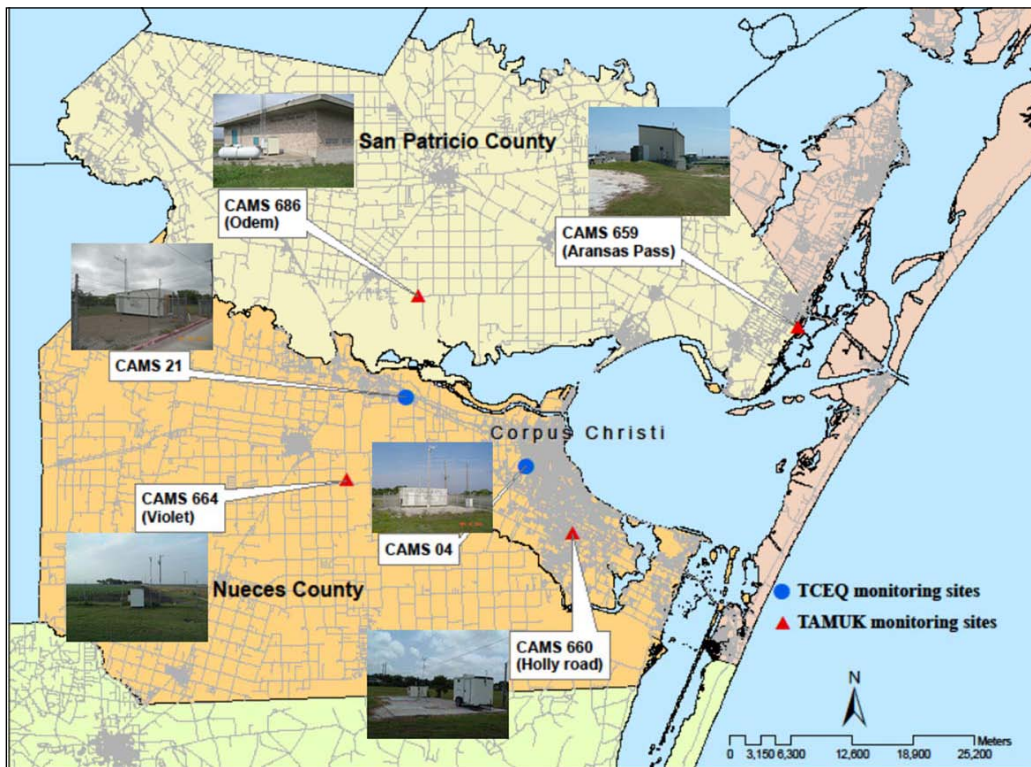 San Patricio County
CAMS 686
(Odem)
CAMS 659
(Aransas Pass)
CAMS 21
Corpus Christi
CAMS 664
(Violet)
CAMS 04
Nueces County
CAMS 660
(Holly road)
TCEQ monitoring sites
TAMUK monitoring sites
N
Meters
0 3,150 6,300 12,600 18,900 25,200